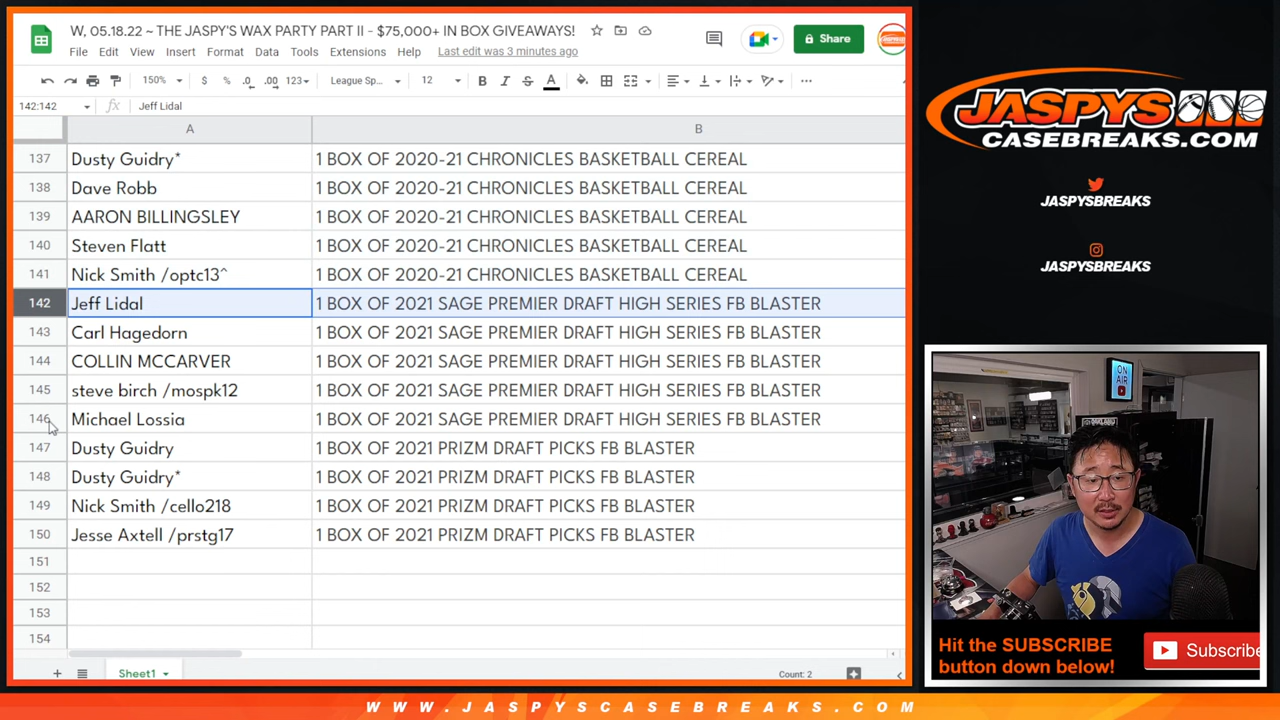 W, 05.18.22 ~ THE JASPY'S WAX PARTY PART II - $75,000+ IN BOX GIVEAWAYS!
File Edit View Insert Format Data Tools Extensions Help Last edit was 3 minutes ago
Share
150% $ % .0 .00 123 League Sp... 12 B I S A
142:142 fx Jeff Lidal
A B
137 Dusty Guidry* 1 BOX OF 2020-21 CHRONICLES BASKETBALL CEREAL
138 Dave Robb 1 BOX OF 2020-21 CHRONICLES BASKETBALL CEREAL
139 AARON BILLINGSLEY 1 BOX OF 2020-21 CHRONICLES BASKETBALL CEREAL
140 Steven Flatt 1 BOX OF 2020-21 CHRONICLES BASKETBALL CEREAL
141 Nick Smith /optc13^ 1 BOX OF 2020-21 CHRONICLES BASKETBALL CEREAL
142 Jeff Lidal 1 BOX OF 2021 SAGE PREMIER DRAFT HIGH SERIES FB BLASTER
143 Carl Hagedorn 1 BOX OF 2021 SAGE PREMIER DRAFT HIGH SERIES FB BLASTER
144 COLLIN MCCARVER 1 BOX OF 2021 SAGE PREMIER DRAFT HIGH SERIES FB BLASTER
145 steve birch /mospk12 1 BOX OF 2021 SAGE PREMIER DRAFT HIGH SERIES FB BLASTER
146 Michael Lossia 1 BOX OF 2021 SAGE PREMIER DRAFT HIGH SERIES FB BLASTER
147 Dusty Guidry 1 BOX OF 2021 PRIZM DRAFT PICKS FB BLASTER
148 Dusty Guidry* 1 BOX OF 2021 PRIZM DRAFT PICKS FB BLASTER
149 Nick Smith /cello218 1 BOX OF 2021 PRIZM DRAFT PICKS FB BLASTER
150 Jesse Axtell /prstg17 1 BOX OF 2021 PRIZM DRAFT PICKS FB BLASTER
151
152
153
154
Sheet1 Count: 2
JASPYS
CASEBREAKS.COM
JASPYSBREAKS
JASPYSBREAKS
ON
AIR
Hit the SUBSCRIBE
button down below!
Subscribe
WWW.JASPYSCASEBREAKS.COM